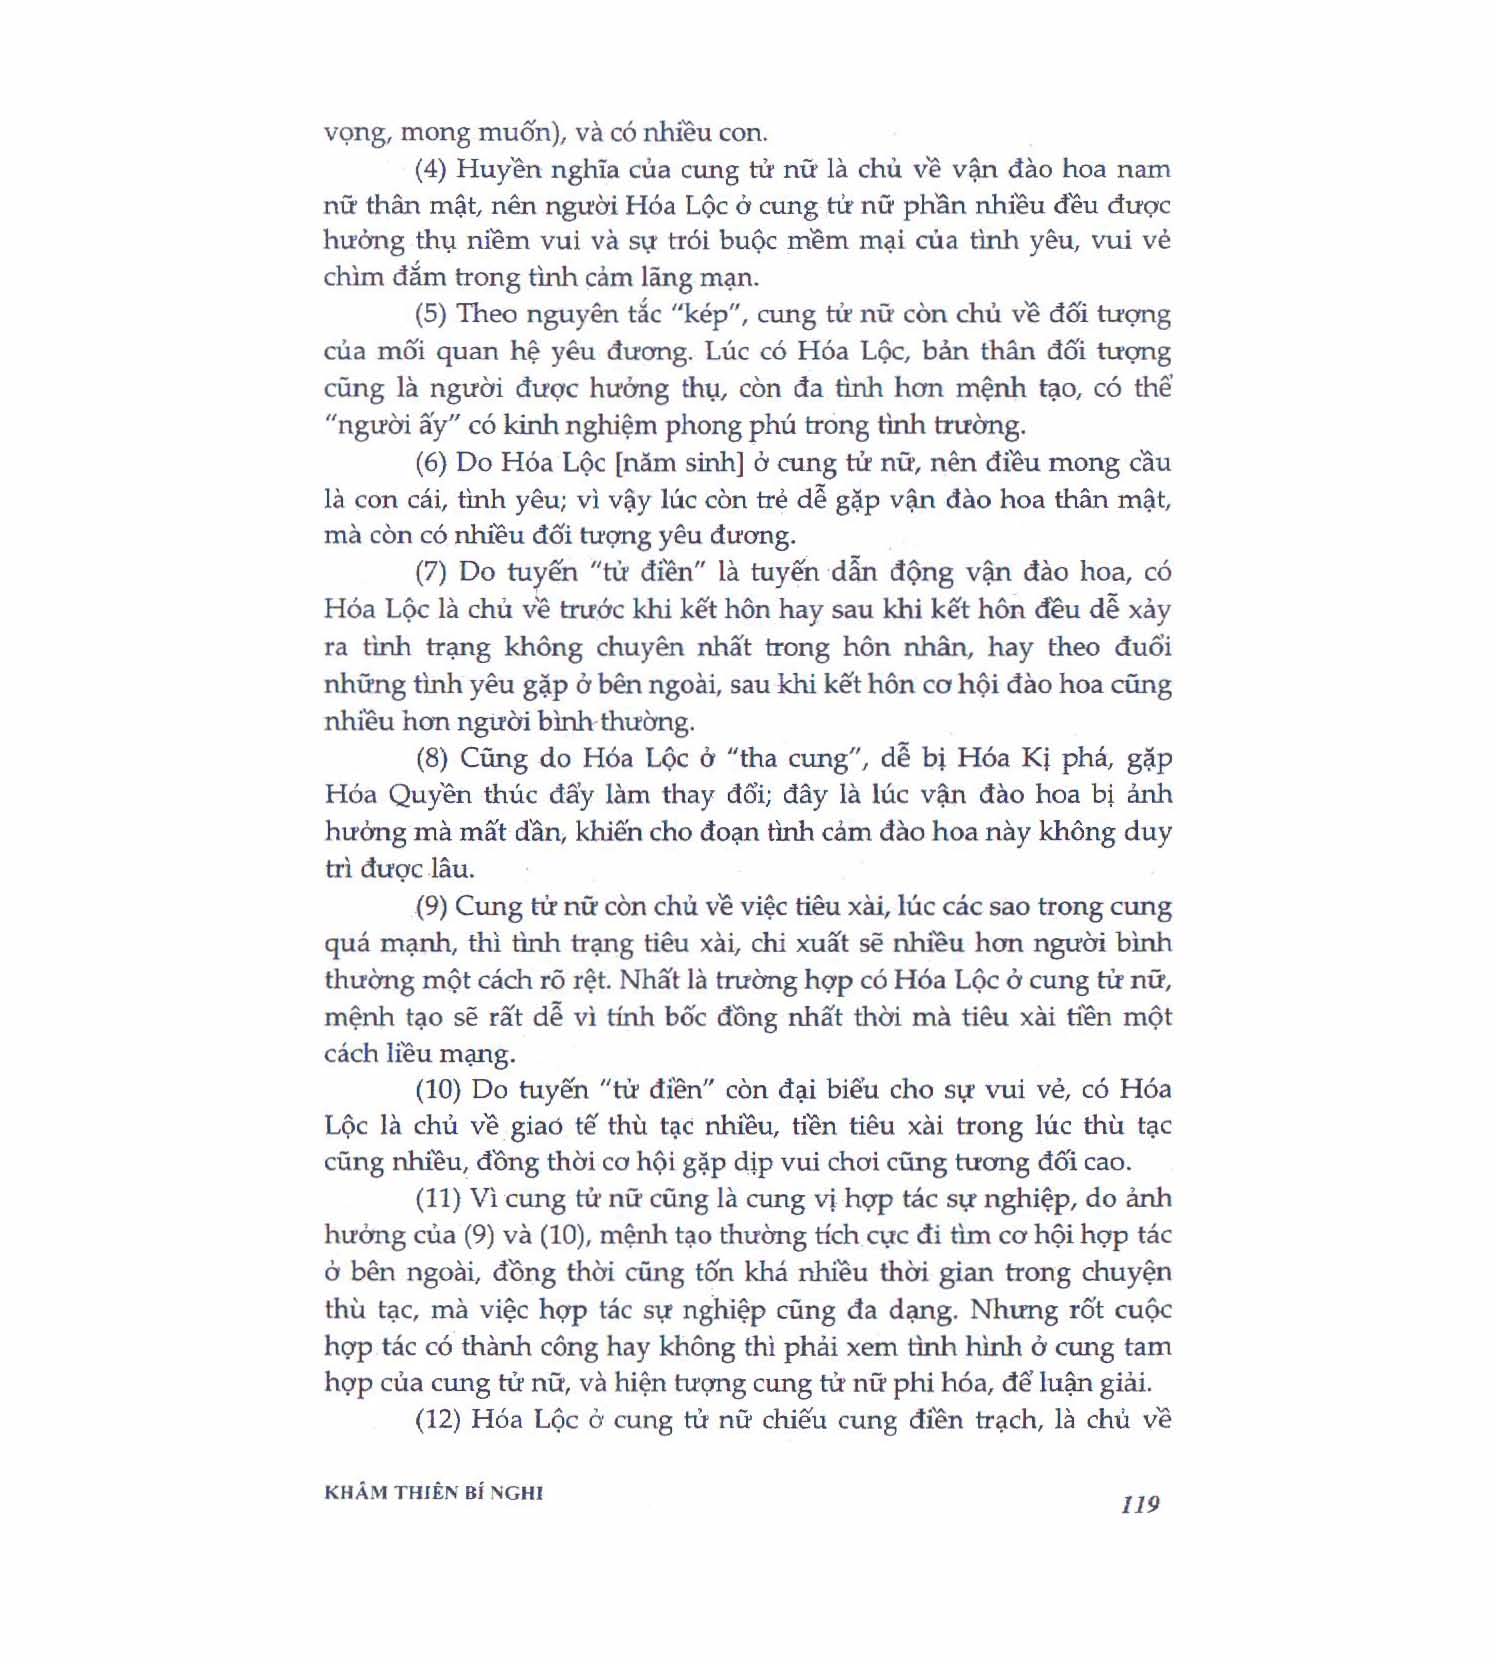 vọng, mong muốn), và có nhiều con.
(4) Huyền nghĩa của cung tử nữ là chủ về vận đào hoa nam
nữ thân mật, nên người Hóa Lộc ở cung tử nữ phần nhiều đều được
hưởng thụ niềm vui và sự trói buộc mềm mại của tình yêu, vui vẻ
chìm đắm trong tình cảm lãng mạn.
(5) Theo nguyên tắc "kép", cung tử nữ còn chủ về đối tượng
của mối quan hệ yêu đương. Lúc có Hóa Lộc, bản thân đối tượng
cũng là người được hưởng thụ, còn đa tình hơn mệnh tạo, có thể
"người ấy" có kinh nghiệm phong phú trong tình trường.
(6) Do Hóa Lộc [năm sinh] ở cung tử nữ, nên điều mong cầu
là con cái, tình yêu; vì vậy lúc còn trẻ dễ gặp vận đào hoa thân mật,
mà còn có nhiều đối tượng yêu đương.
(7) Do tuyến "tử điền" là tuyến dẫn động vận đào hoa, có
Hóa Lộc là chủ về trước khi kết hôn hay sau khi kết hôn đều dễ xảy
ra tình trạng không chuyên nhất trong hôn nhân, hay theo đuổi
những tình yêu gặp ở bên ngoài, sau khi kết hôn cơ hội đào hoa cũng
nhiều hơn người bình thường.
(8) Cũng do Hóa Lộc ở "tha cung", dễ bị Hóa Kị phá, gặp
Hóa Quyền thúc đẩy làm thay đổi; đây là lúc vận đào hoa bị ảnh
hưởng mà mất dần, khiến cho đoạn tình cảm đào hoa này không duy
trì được lâu.
(9) Cung tử nữ còn chủ về việc tiêu xài, lúc các sao trong cung
quá mạnh, thì tình trạng tiêu xài, chi xuất sẽ nhiều hơn người bình
thường một cách rõ rệt. Nhất là trường hợp có Hóa Lộc ở cung tử nữ,
mệnh tạo sẽ rất dễ vì tính bốc đồng nhất thời mà tiêu xài tiền một
cách liều mạng.
(10) Do tuyến "tử điền" còn đại biểu cho sự vui vẻ, có Hóa
Lộc là chủ về giao tế thù tạc nhiều, tiền tiêu xài trong lúc thù tạc
cũng nhiều, đồng thời cơ hội gặp dịp vui chơi cũng tương đối cao.
(11) Vì cung tử nữ cũng là cung vị hợp tác sự nghiệp, do ảnh
hưởng của (9) và (10), mệnh tạo thường tích cực đi tìm cơ hội hợp tác
ở bên ngoài, đồng thời cũng tốn khá nhiều thời gian trong chuyện
thù tạc, mà việc hợp tác sự nghiệp cũng đa dạng. Nhưng rốt cuộc
hợp tác có thành công hay không thì phải xem tình hình ở cung tam
hợp của cung tử nữ, và hiện tượng cung tử nữ phi hóa, để luận giải.
(12) Hóa Lộc ở cung tử nữ chiếu cung điền trạch, là chủ về
KHÂM THIÊN BÍ NGHI
119